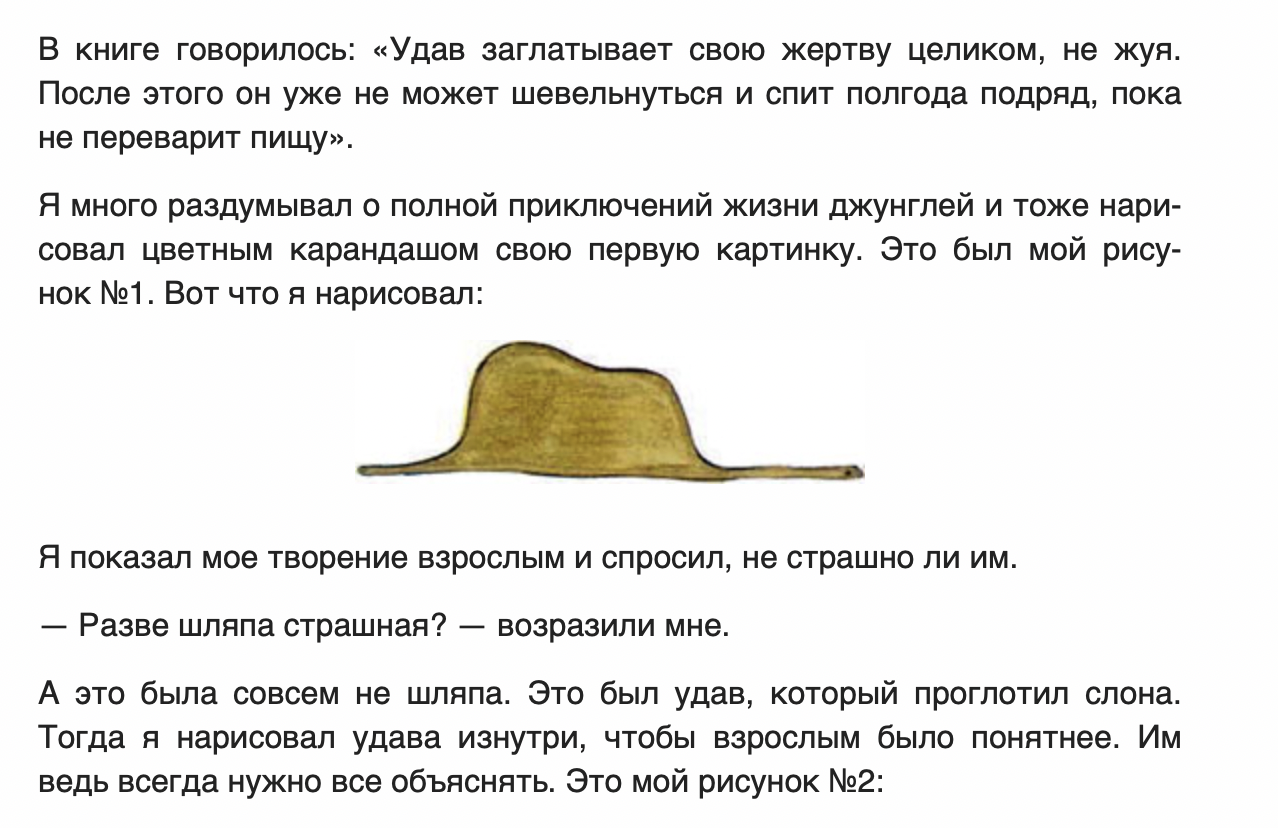 В книге говорилось: «Удав заглатывает свою жертву целиком, не жуя.
После этого он уже не может шевельнуться и спит полгода подряд, пока
не переварит пищу».
Я много раздумывал о полной приключений жизни джунглей и тоже нари-
совал цветным карандашом свою первую картинку. Это был мой рису-
нок №1. Вот что я нарисовал:
Я показал мое творение взрослым и спросил, не страшно ли им.
— Разве шляпа страшная? — возразили мне.
А это была совсем не шляпа. Это был удав, который проглотил слона.
Тогда я нарисовал удава изнутри, чтобы взрослым было понятнее. Им
ведь всегда нужно все объяснять. Это мой рисунок №2: